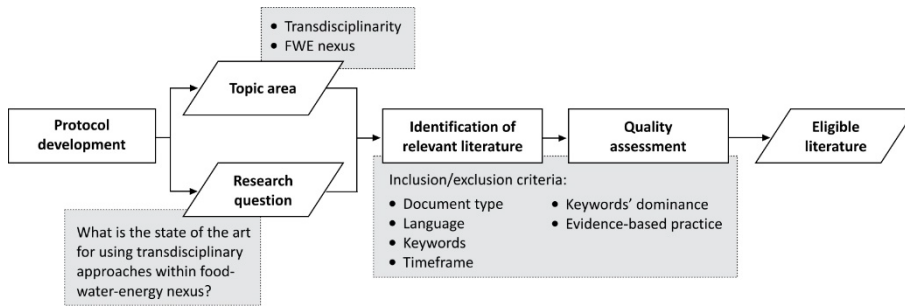 • Transdisciplinarity
• FWE nexus
Topic area
Protocol
development
Identification of
relevant literature
Quality
assessment
Eligible
literature
Research
question
What is the state of the art
for using transdisciplinary
approaches within food-
water-energy nexus?
Inclusion/exclusion criteria:
• Document type
• Language
• Keywords
• Timeframe
• Keywords’ dominance
• Evidence-based practice